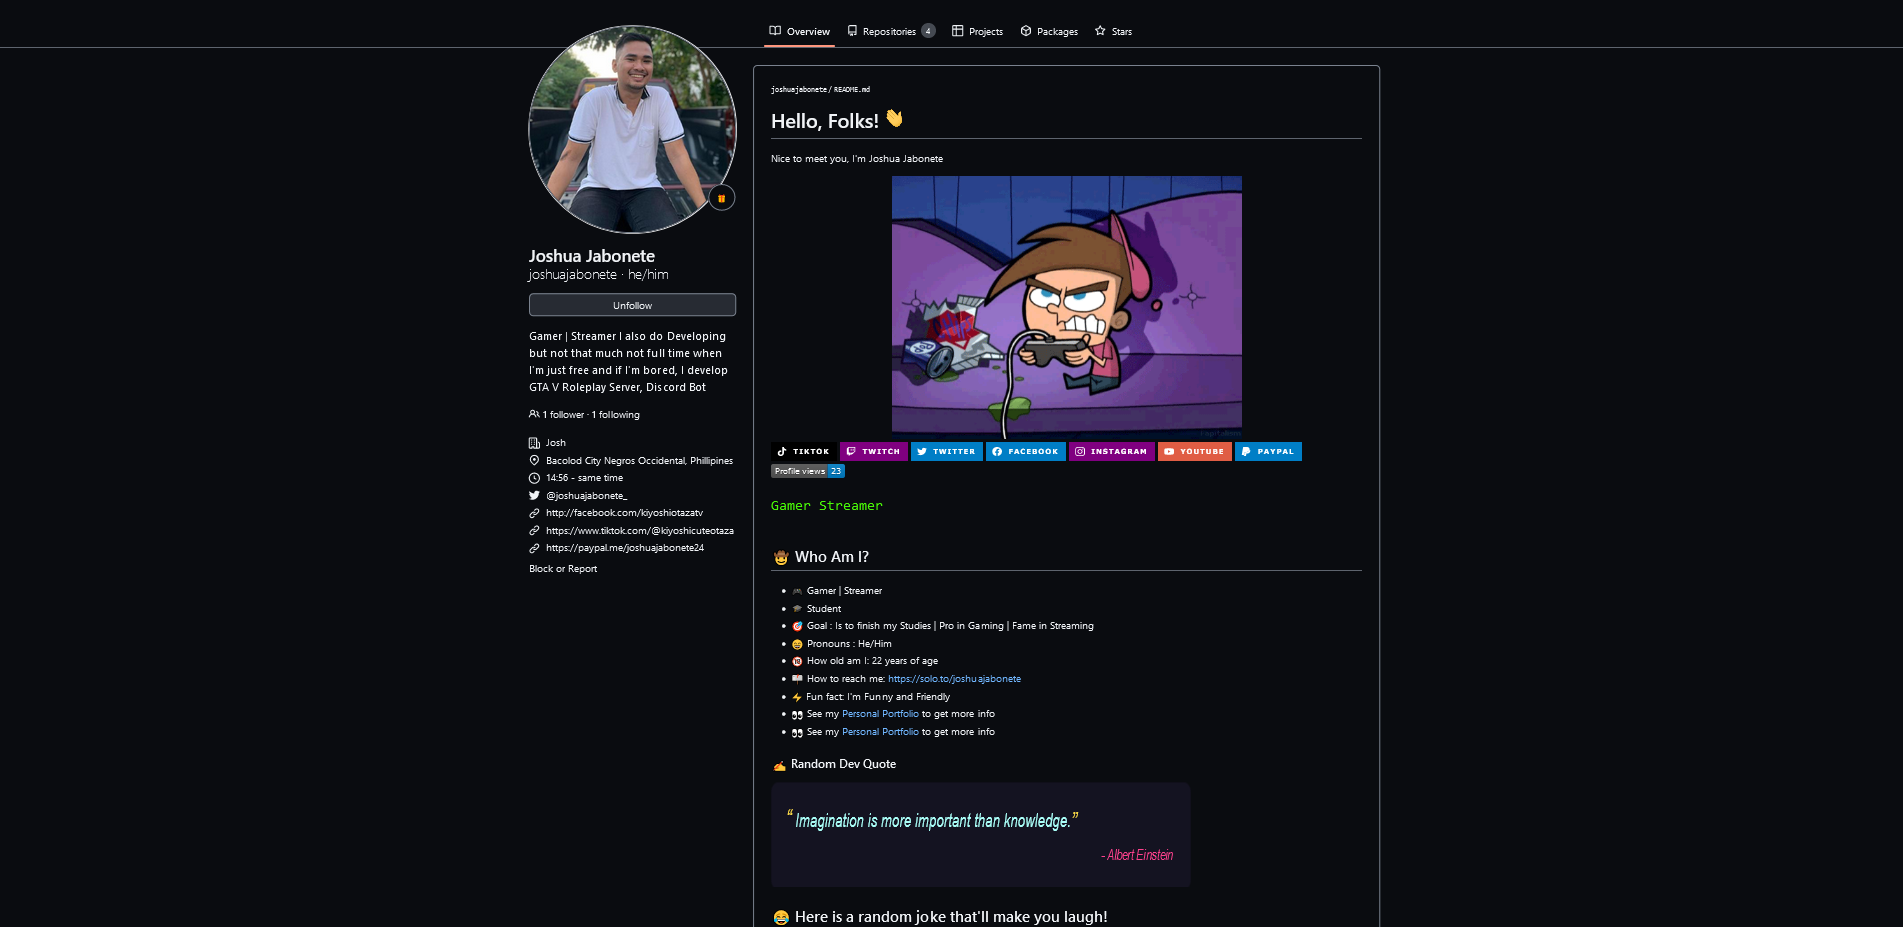 Overview Repositories 4 Projects Packages Stars
joshuajabonete / README.md
Hello, Folks! 👋
Nice to meet you, I'm Joshua Jabonete
TIKTOK TWITCH TWITTER FACEBOOK INSTAGRAM YOUTUBE PAYPAL
Profile views 23
Gamer Streamer
🤠 Who Am I?
🎮 Gamer | Streamer
🎓 Student
🎯 Goal : Is to finish my Studies | Pro in Gaming | Fame in Streaming
😄 Pronouns : He/Him
🔞 How old am I: 22 years of age
How to reach me: https://solo.to/joshuajabonete
⚡ Fun fact: I'm Funny and Friendly
👀 See my Personal Portfolio to get more info
👀 See my Personal Portfolio to get more info
✍ Random Dev Quote
“ Imagination is more important than knowledge.”
- Albert Einstein
😂 Here is a random joke that'll make you laugh!
Joshua Jabonete
joshuajabonete · he/him
Unfollow
Gamer | Streamer I also do Developing
but not that much not full time when
I'm just free and if I'm bored, I develop
GTA V Roleplay Server, Discord Bot
1 follower · 1 following
Josh
Bacolod City Negros Occidental, Phillipines
14:56 - same time
@joshuajabonete_
http://facebook.com/kiyoshiotazatv
https://www.tiktok.com/@kiyoshicuteotaza
https://paypal.me/joshuajabonete24
Block or Report